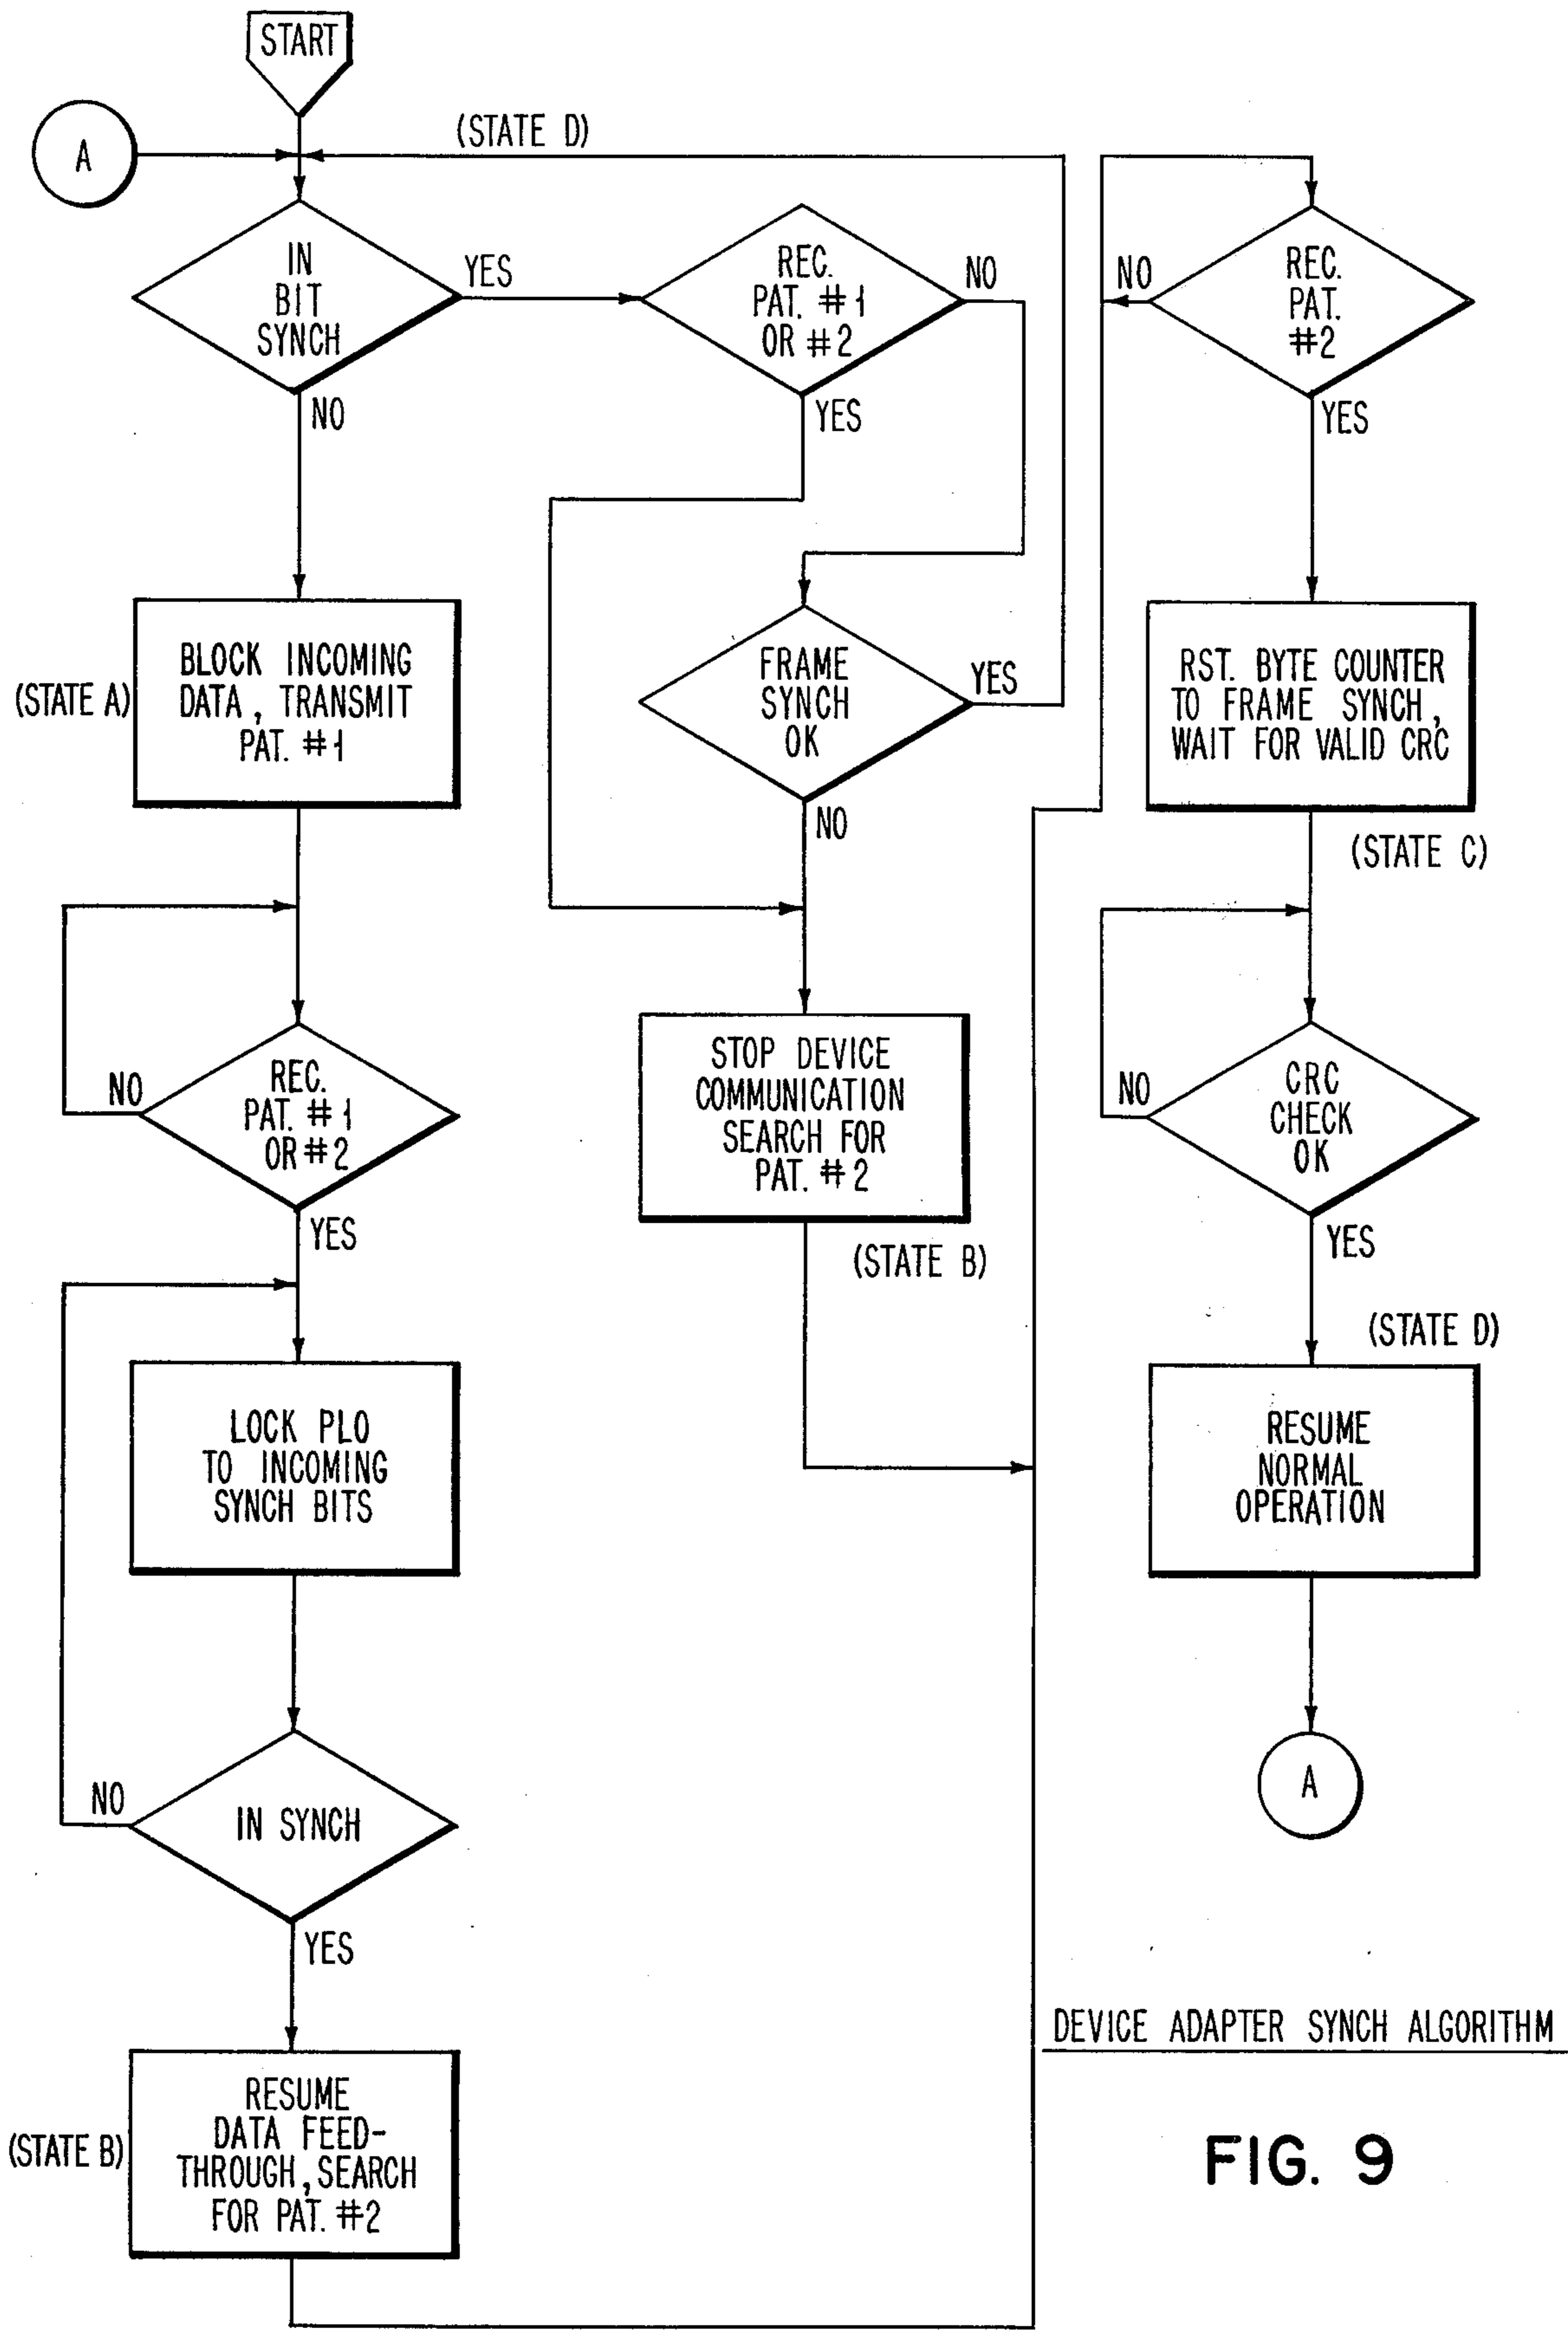 START
A
(STATE D)
IN
BIT
SYNCH
YES
NO
REC.
PAT. #1
OR #2
NO
YES
REC.
PAT.
#2
NO
YES
(STATE A)
BLOCK INCOMING
DATA, TRANSMIT
PAT. #1
FRAME
SYNCH
OK
YES
NO
RST. BYTE COUNTER
TO FRAME SYNCH,
WAIT FOR VALID CRC
(STATE C)
REC.
PAT. #1
OR #2
NO
YES
STOP DEVICE
COMMUNICATION
SEARCH FOR
PAT. #2
(STATE B)
CRC
CHECK
OK
NO
YES
(STATE D)
LOCK PLO
TO INCOMING
SYNCH BITS
RESUME
NORMAL
OPERATION
IN SYNCH
NO
YES
A
(STATE B)
RESUME
DATA FEED-
THROUGH, SEARCH
FOR PAT. #2
DEVICE ADAPTER SYNCH ALGORITHM
FIG. 9